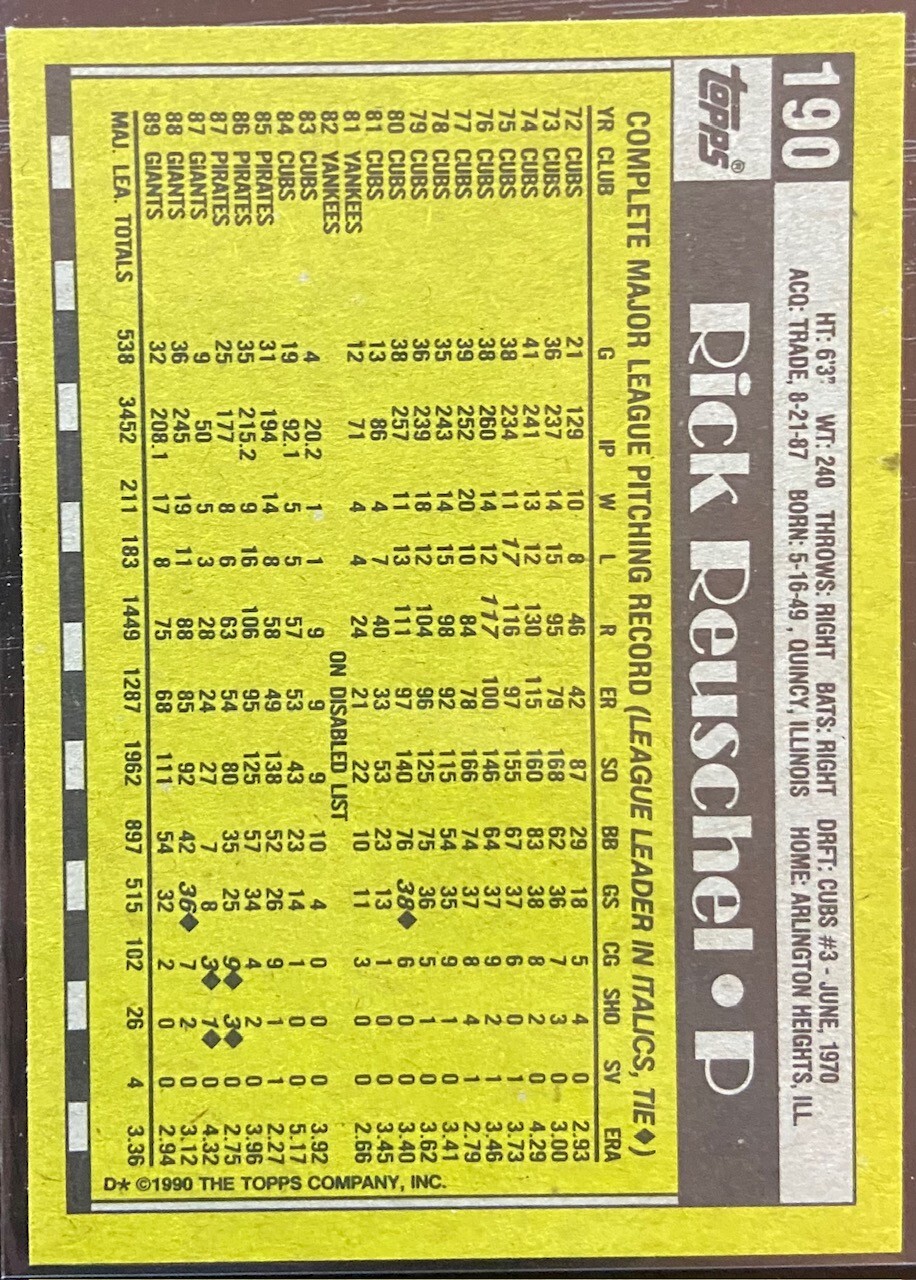 190
HT: 6'3" WT: 240 THROWS: RIGHT BATS: RIGHT DRFT: CUBS #3 - JUNE, 1970
ACQ: TRADE, 8-21-87 BORN: 5-16-49 , QUINCY, ILLINOIS HOME: ARLINGTON HEIGHTS, ILL.
Topps® Rick Reuschel • P
COMPLETE MAJOR LEAGUE PITCHING RECORD (LEAGUE LEADER IN ITALICS, TIE♦)
YR CLUB G IP W L R ER SO BB GS CG SHO SV ERA
72 CUBS 21 129 10 8 46 42 87 29 18 5 4 0 2.93
73 CUBS 36 237 14 15 95 79 168 62 36 7 3 0 3.00
74 CUBS 41 241 13 12 130 115 160 83 38 8 2 0 4.29
75 CUBS 38 234 11 17 116 97 155 67 37 6 0 1 3.73
76 CUBS 38 260 14 12 117 100 146 64 37 9 2 1 3.46
77 CUBS 39 252 20 10 84 78 166 74 37 8 4 1 2.79
78 CUBS 35 243 14 15 98 92 115 54 35 9 1 0 3.41
79 CUBS 36 239 18 12 104 96 125 75 36 5 1 0 3.62
80 CUBS 38 257 11 13 111 97 140 76 38♦ 6 0 0 3.40
81 CUBS 13 86 4 7 40 33 53 23 13 1 0 0 3.45
81 YANKEES 12 71 4 4 24 21 22 10 11 3 0 0 2.66
82 YANKEES ON DISABLED LIST
83 CUBS 4 20.2 1 1 9 9 9 10 4 0 0 0 3.92
84 CUBS 19 92.1 5 5 57 53 43 23 14 1 0 0 5.17
85 PIRATES 31 194 14 8 58 49 138 52 26 9 1 1 2.27
86 PIRATES 35 215.2 9 16 106 95 125 57 34 4 2 0 3.96
87 PIRATES 25 177 8 6 63 54 80 35 25 9♦ 3♦ 0 2.75
87 GIANTS 9 50 5 3 28 24 27 7 8 3♦ 1♦ 0 4.32
88 GIANTS 36 245 19 11 88 85 92 42 36♦ 7 2 0 3.12
89 GIANTS 32 208.1 17 8 75 68 111 54 32 2 0 0 2.94
MAJ. LEA. TOTALS 538 3452 211 183 1449 1287 1962 897 515 102 26 4 3.36
D* ©1990 THE TOPPS COMPANY, INC.